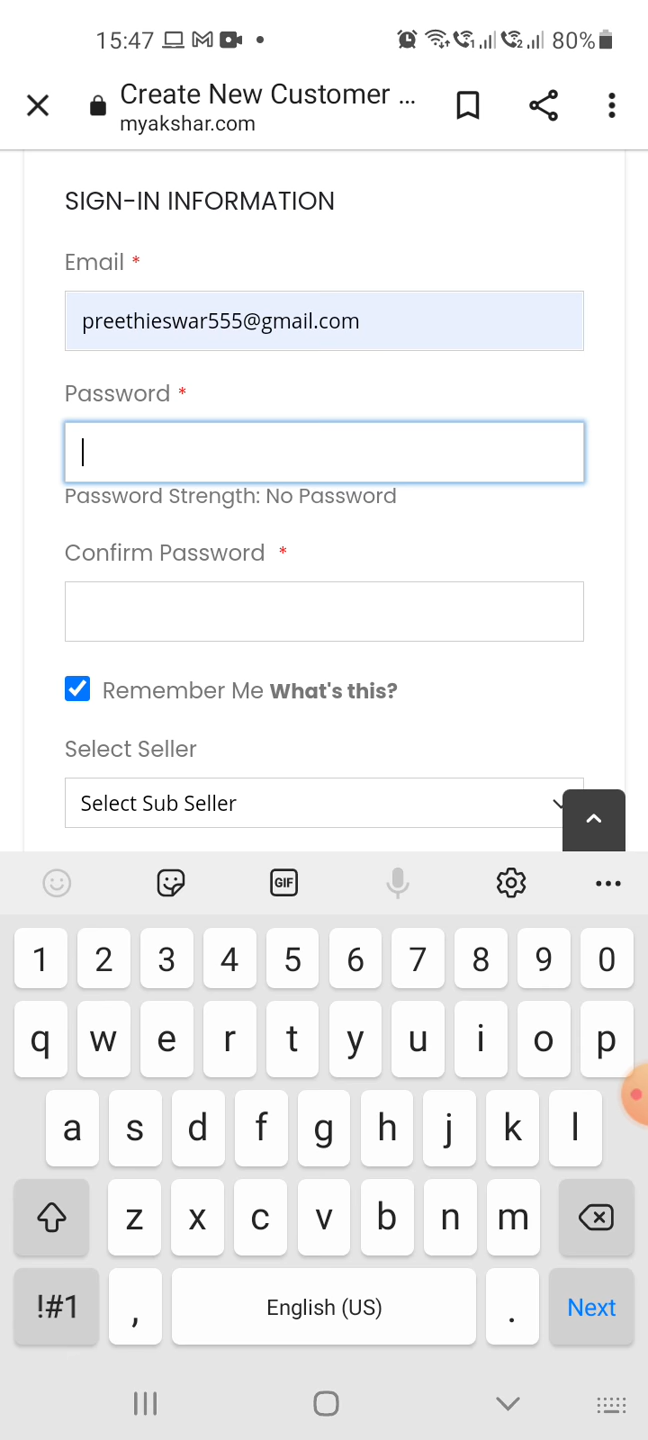 15:47 80%
Create New Customer ...
myakshar.com
SIGN-IN INFORMATION
Email *
preethieswar555@gmail.com
Password *
Password Strength: No Password
Confirm Password *
Remember Me What's this?
Select Seller
Select Sub Seller
GIF
1 2 3 4 5 6 7 8 9 0
q w e r t y u i o p
a s d f g h j k l
z x c v b n m
!#1 , English (US) . Next